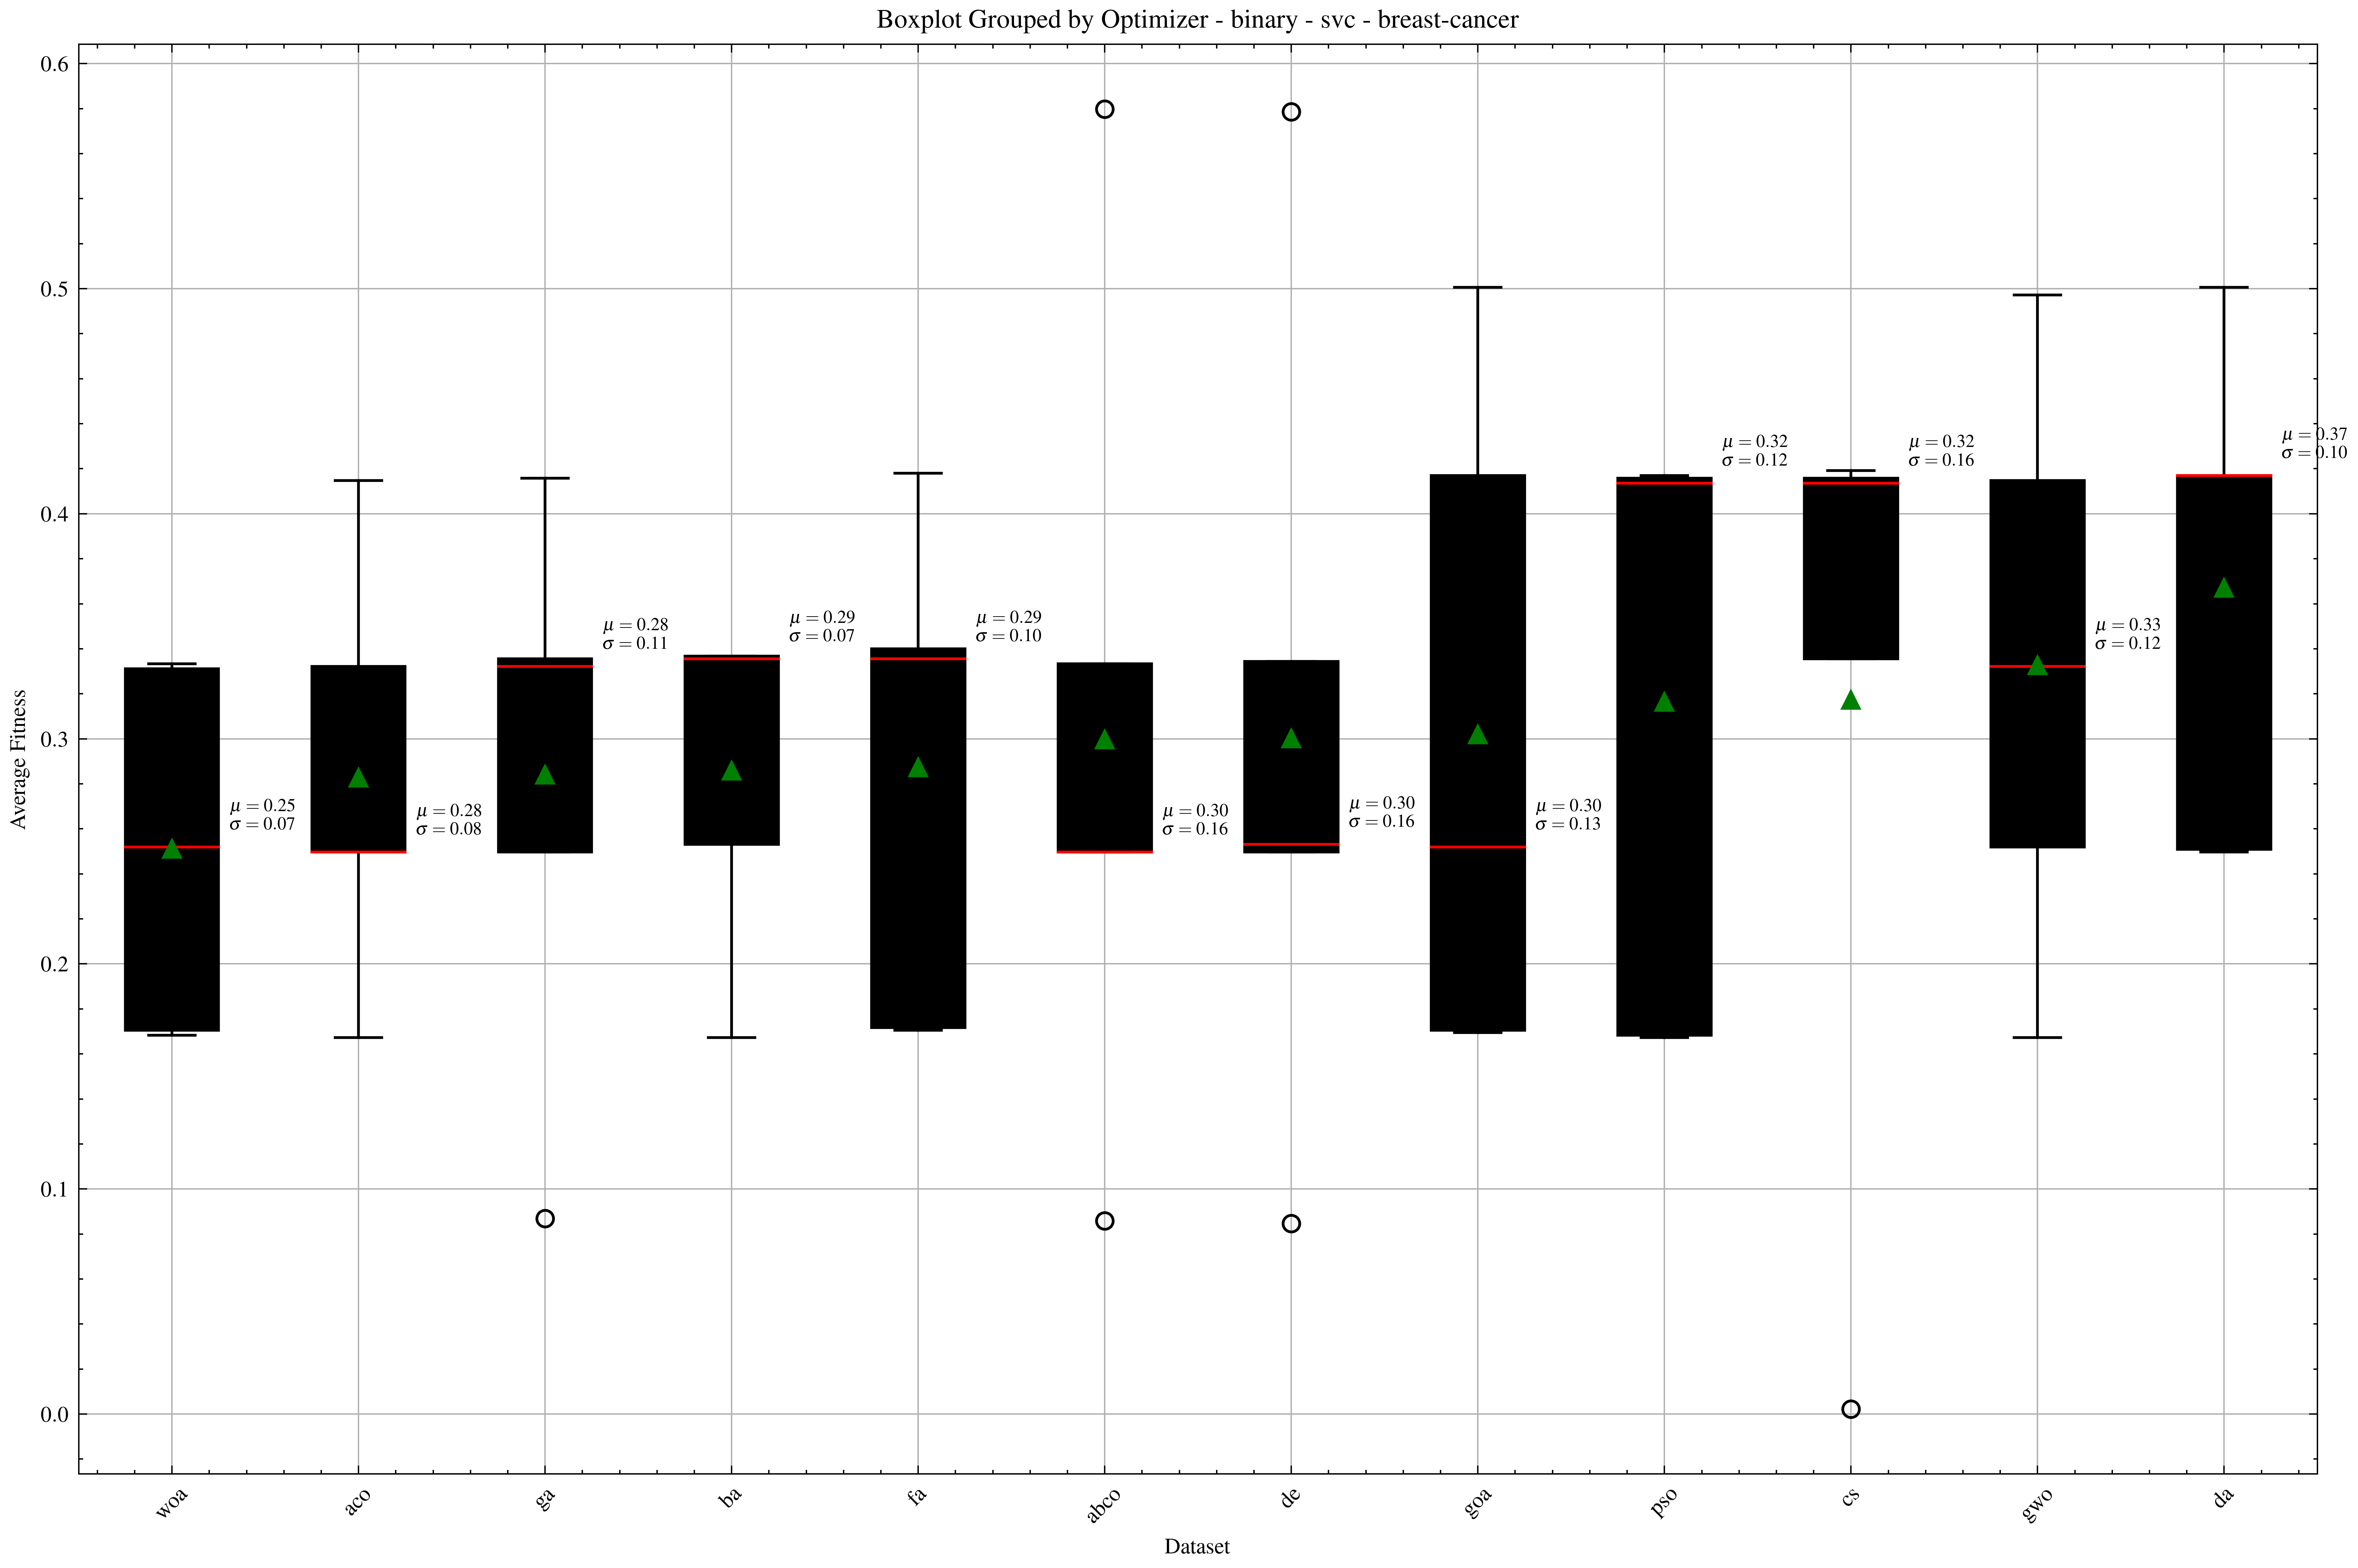 Boxplot Grouped by Optimizer - binary - svc - breast-cancer
Average Fitness
0.6
0.5
0.4
0.3
0.2
0.1
0.0
μ = 0.25
σ = 0.07
μ = 0.28
σ = 0.08
μ = 0.28
σ = 0.11
μ = 0.29
σ = 0.07
μ = 0.29
σ = 0.10
μ = 0.30
σ = 0.16
μ = 0.30
σ = 0.16
μ = 0.30
σ = 0.13
μ = 0.32
σ = 0.12
μ = 0.32
σ = 0.16
μ = 0.33
σ = 0.12
μ = 0.37
σ = 0.10
woa
aco
ga
ba
fa
abco
de
goa
pso
cs
gwo
da
Dataset